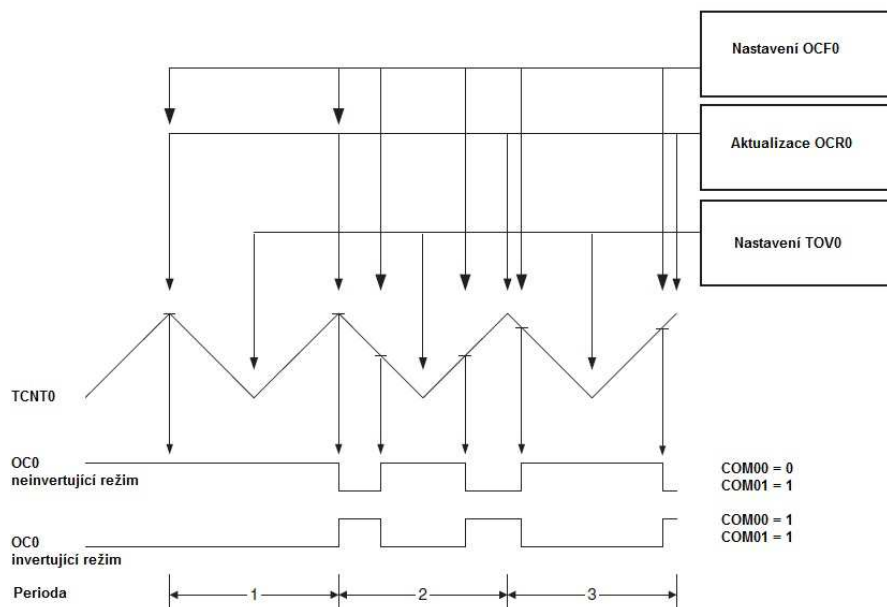 Nastavení OCF0
Aktualizace OCR0
Nastavení TOV0
TCNT0
OC0
neinvertující režim
COM00 = 0
COM01 = 1
OC0
invertující režim
COM00 = 1
COM01 = 1
Perioda
1
2
3